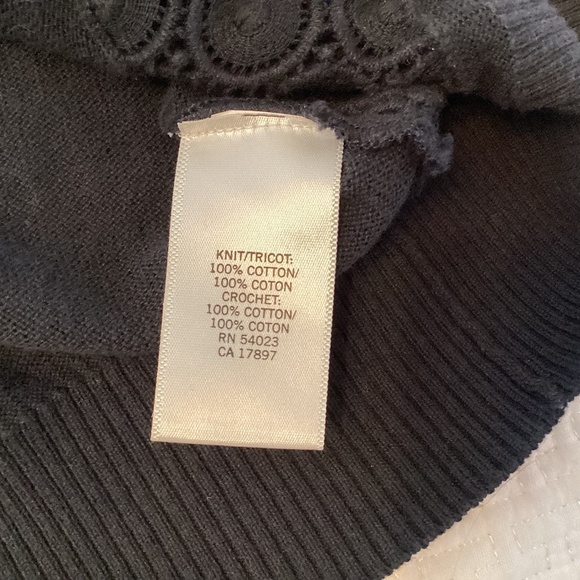 KNIT/TRICOT:
100% COTTON/
100% COTON
CROCHET:
100% COTTON/
100% COTON
RN 54023
CA 17897